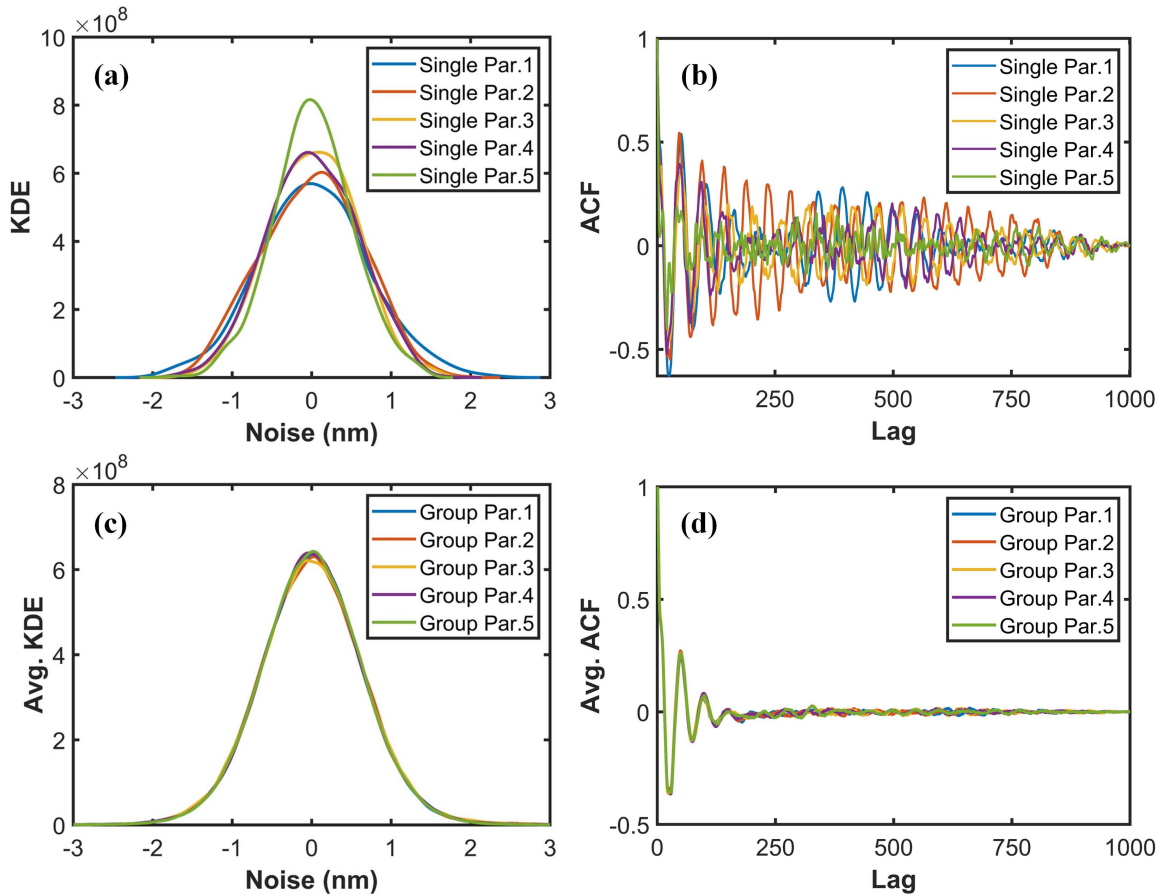 ×10⁸
10
8
6
4
2
0
KDE
(a)
Single Par.1
Single Par.2
Single Par.3
Single Par.4
Single Par.5
-3 -2 -1 0 1 2 3
Noise (nm)
1
0.5
0
-0.5
ACF
(b)
Single Par.1
Single Par.2
Single Par.3
Single Par.4
Single Par.5
250 500 750 1000
Lag
×10⁸
8
6
4
2
0
Avg. KDE
(c)
Group Par.1
Group Par.2
Group Par.3
Group Par.4
Group Par.5
-3 -2 -1 0 1 2 3
Noise (nm)
1
0.5
0
-0.5
Avg. ACF
(d)
Group Par.1
Group Par.2
Group Par.3
Group Par.4
Group Par.5
0 250 500 750 1000
Lag